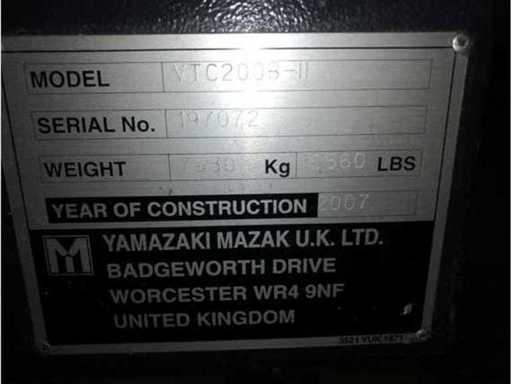 MODEL VTC200B-II
SERIAL No. 197072
WEIGHT Kg LBS
YEAR OF CONSTRUCTION 2007
M YAMAZAKI MAZAK U.K. LTD.
BADGEWORTH DRIVE
WORCESTER WR4 9NF
UNITED KINGDOM